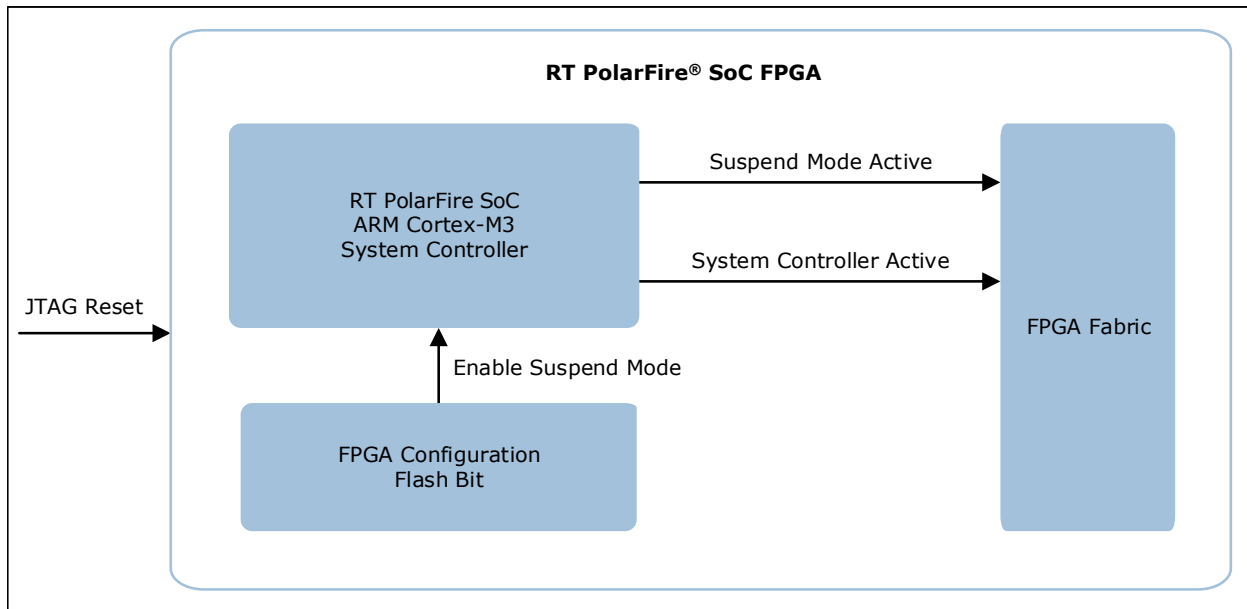 RT PolarFire® SoC FPGA
RT PolarFire SoC
ARM Cortex-M3
System Controller
Suspend Mode Active
System Controller Active
JTAG Reset
FPGA Fabric
Enable Suspend Mode
FPGA Configuration
Flash Bit